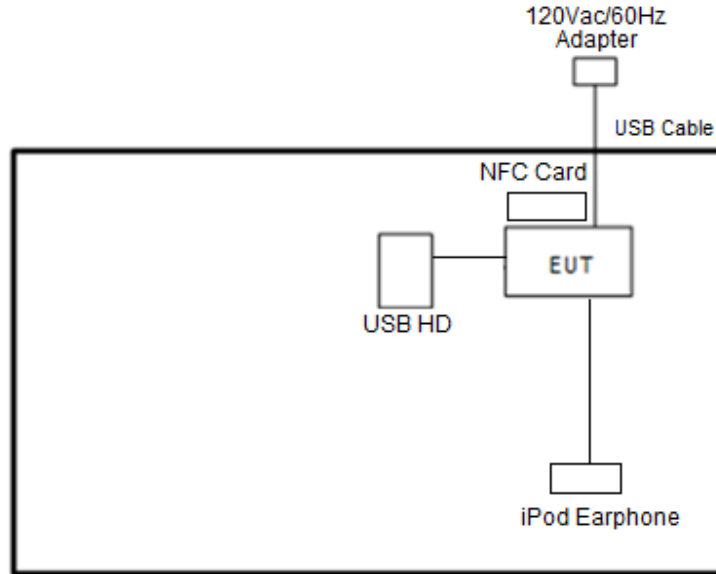 120Vac/60Hz
Adapter
USB Cable
NFC Card
EUT
USB HD
iPod Earphone